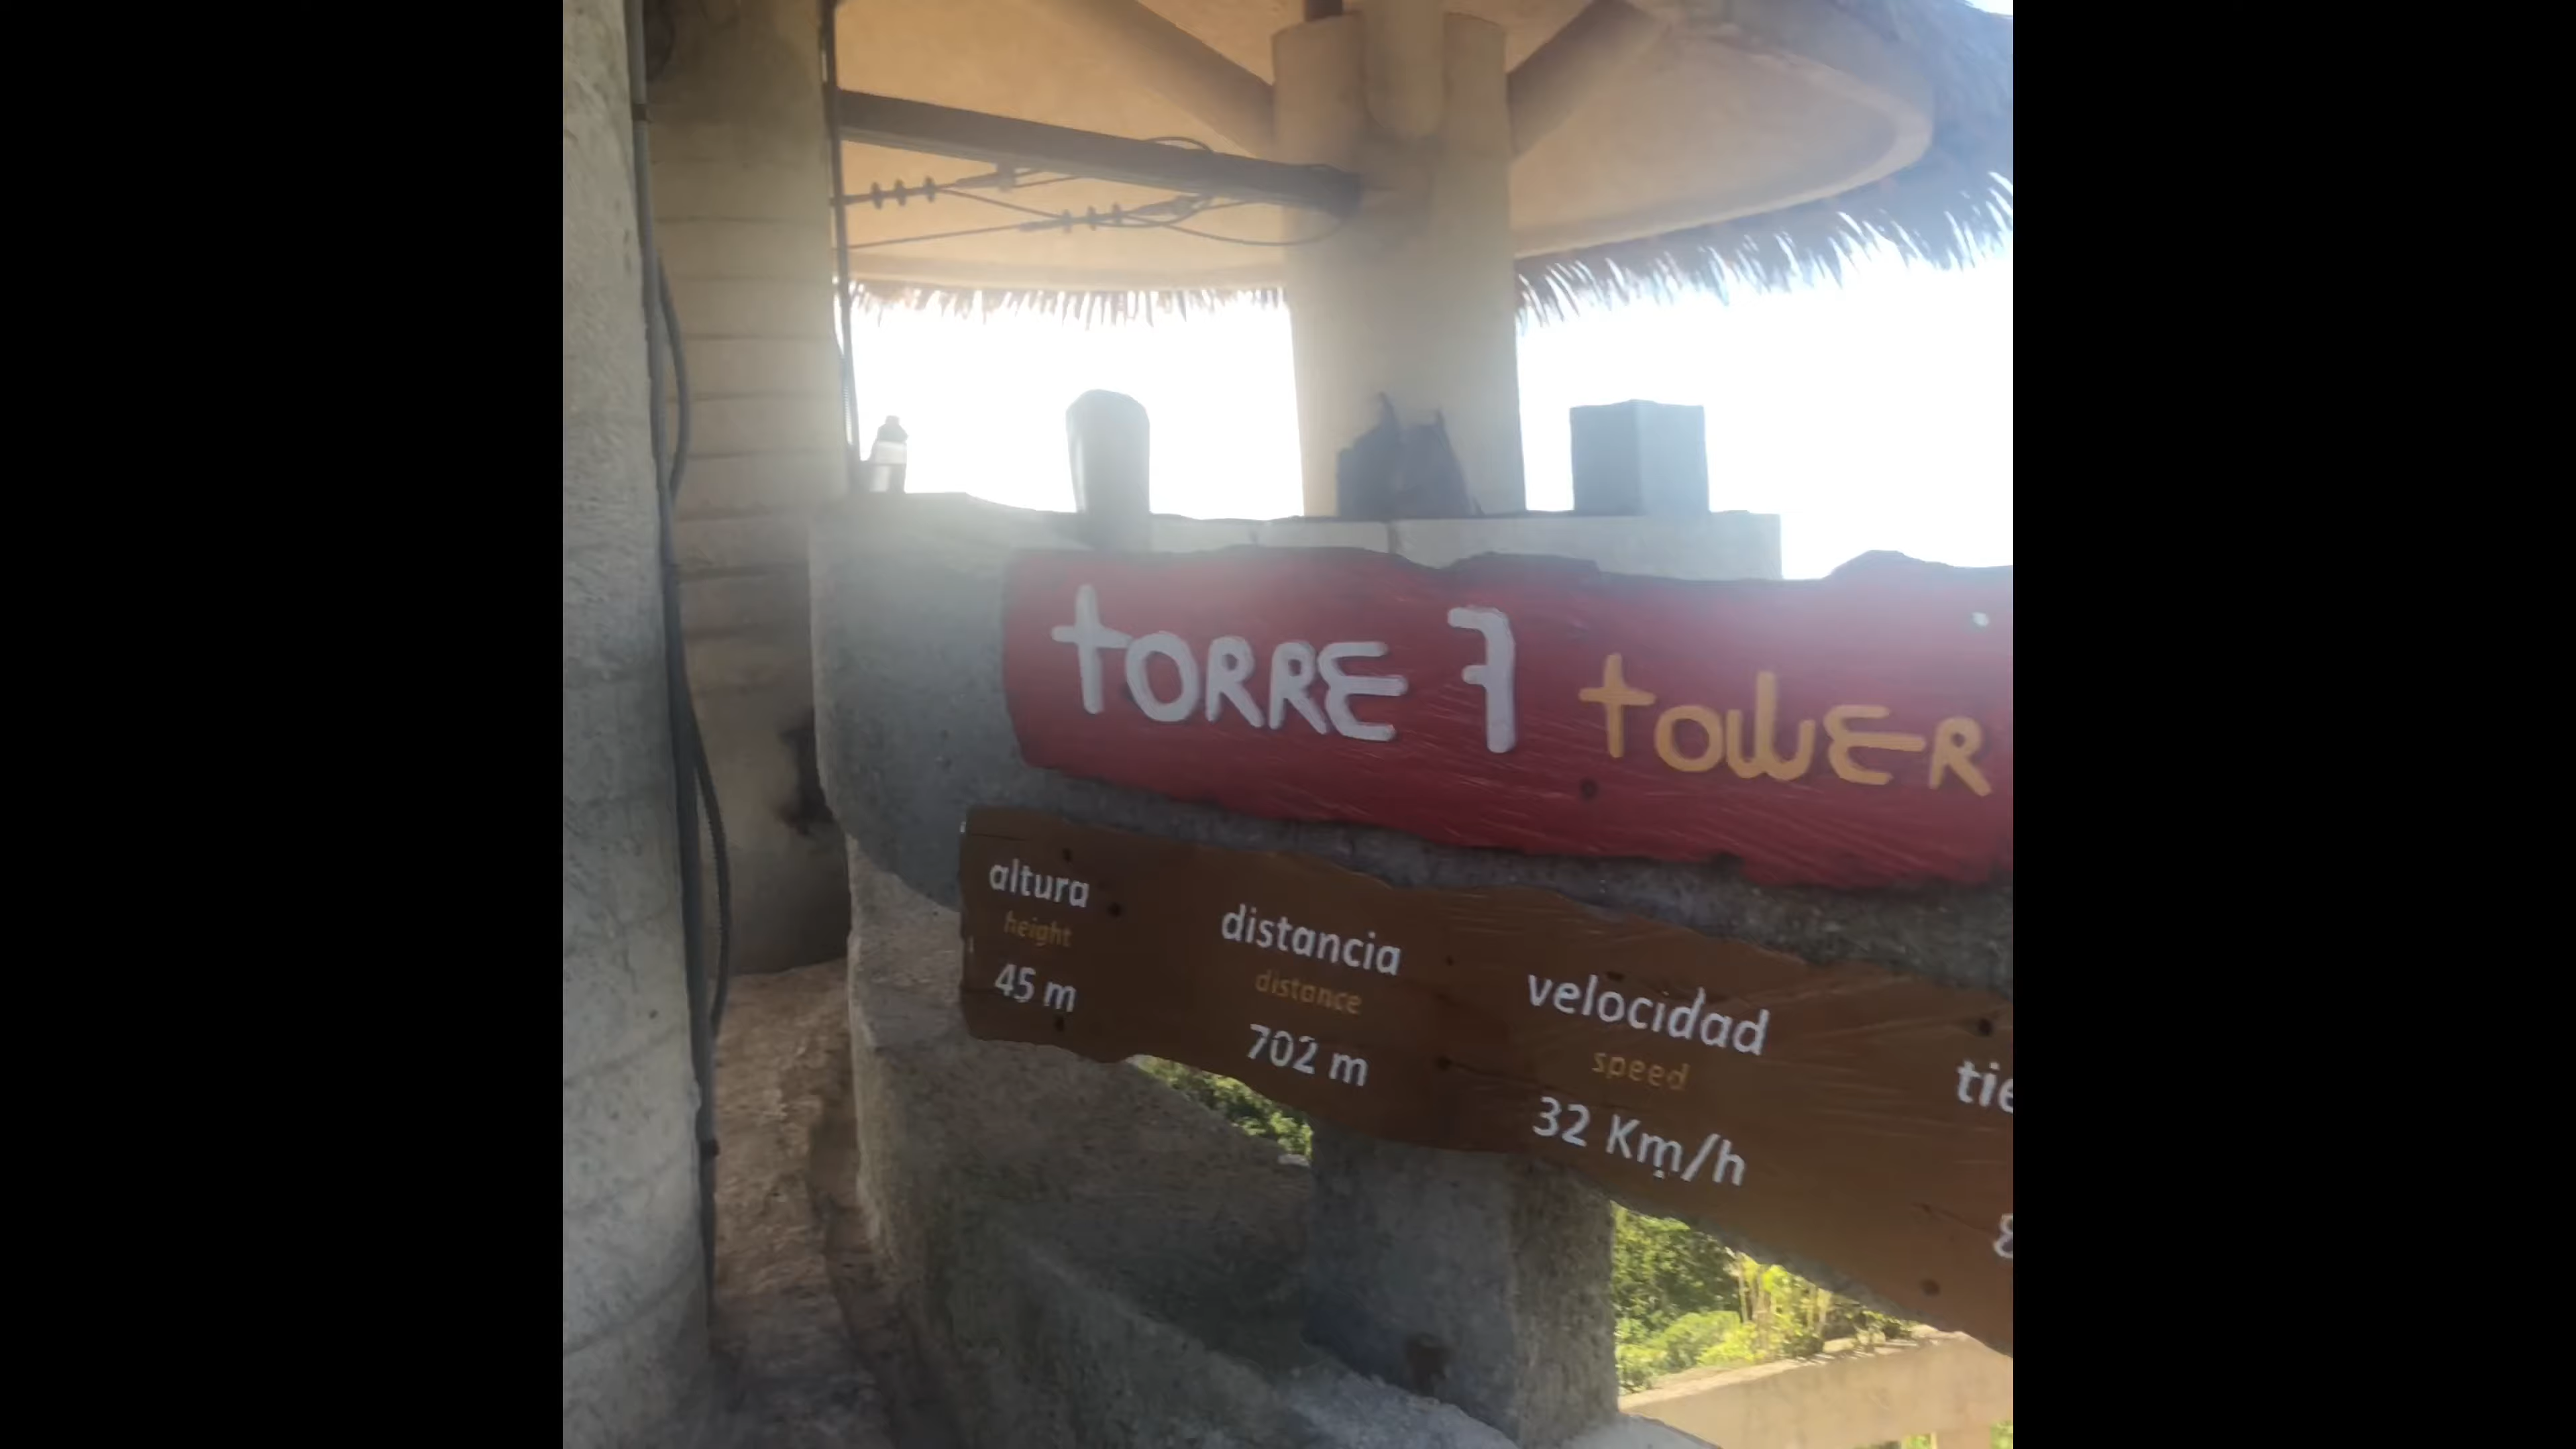 tORRE 7 toWER
altura
height
45 m
distancia
distance
702 m
velocidad
speed
32 Km/h